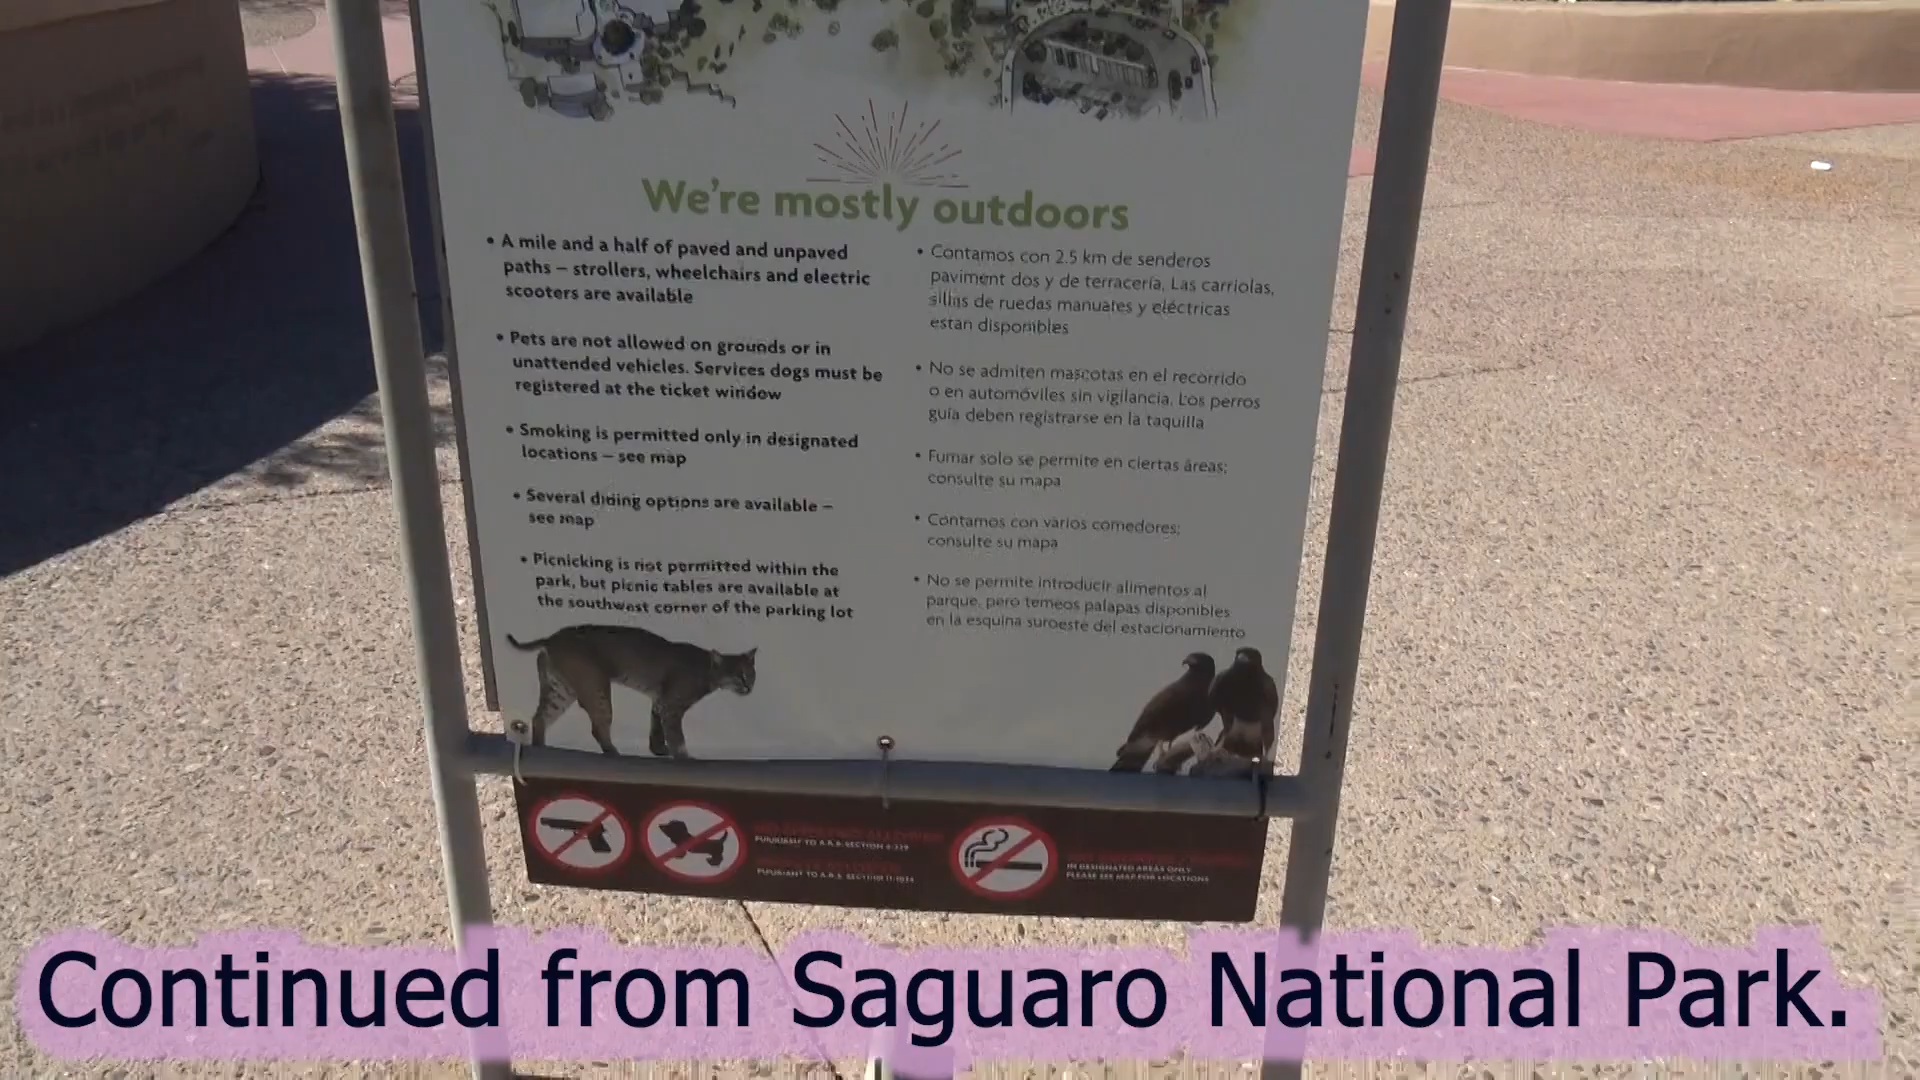 We're mostly outdoors
• A mile and a half of paved and unpaved
paths – strollers, wheelchairs and electric
scooters are available
• Pets are not allowed on grounds or in
unattended vehicles. Services dogs must be
registered at the ticket window
• Smoking is permitted only in designated
locations – see map
• Several dining options are available –
see map
• Picnicking is not permitted within the
park, but picnic tables are available at
the southwest corner of the parking lot
• Contamos con 2.5 km de senderos
paviment dos y de terracería. Las carriolas,
sillas de ruedas manuales y eléctricas
estan disponibles
• No se admiten mascotas en el recorrido
o en automóviles sin vigilancia. Los perros
guía deben registrarse en la taquilla
• Fumar solo se permite en ciertas áreas;
consulte su mapa
• Contamos con varios comedores;
consulte su mapa
• No se permite introducir alimentos al
parque, pero temeos palapas disponibles
en la esquina suroeste del estacionamiento
PURSUANT TO A.R.S. SECTION
PURSUANT TO A.R.S. SECTION
IN DESIGNATED AREAS ONLY
PLEASE SEE MAP FOR LOCATIONS
Continued from Saguaro National Park.